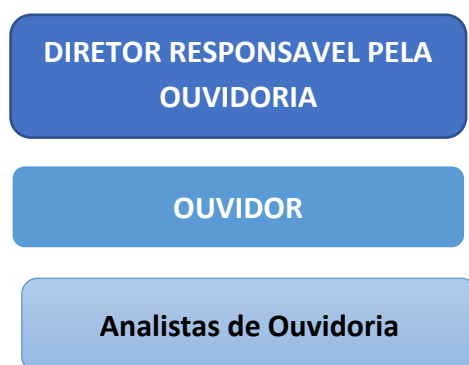 DIRETOR RESPONSAVEL PELA
OUVIDORIA
OUVIDOR
Analistas de Ouvidoria